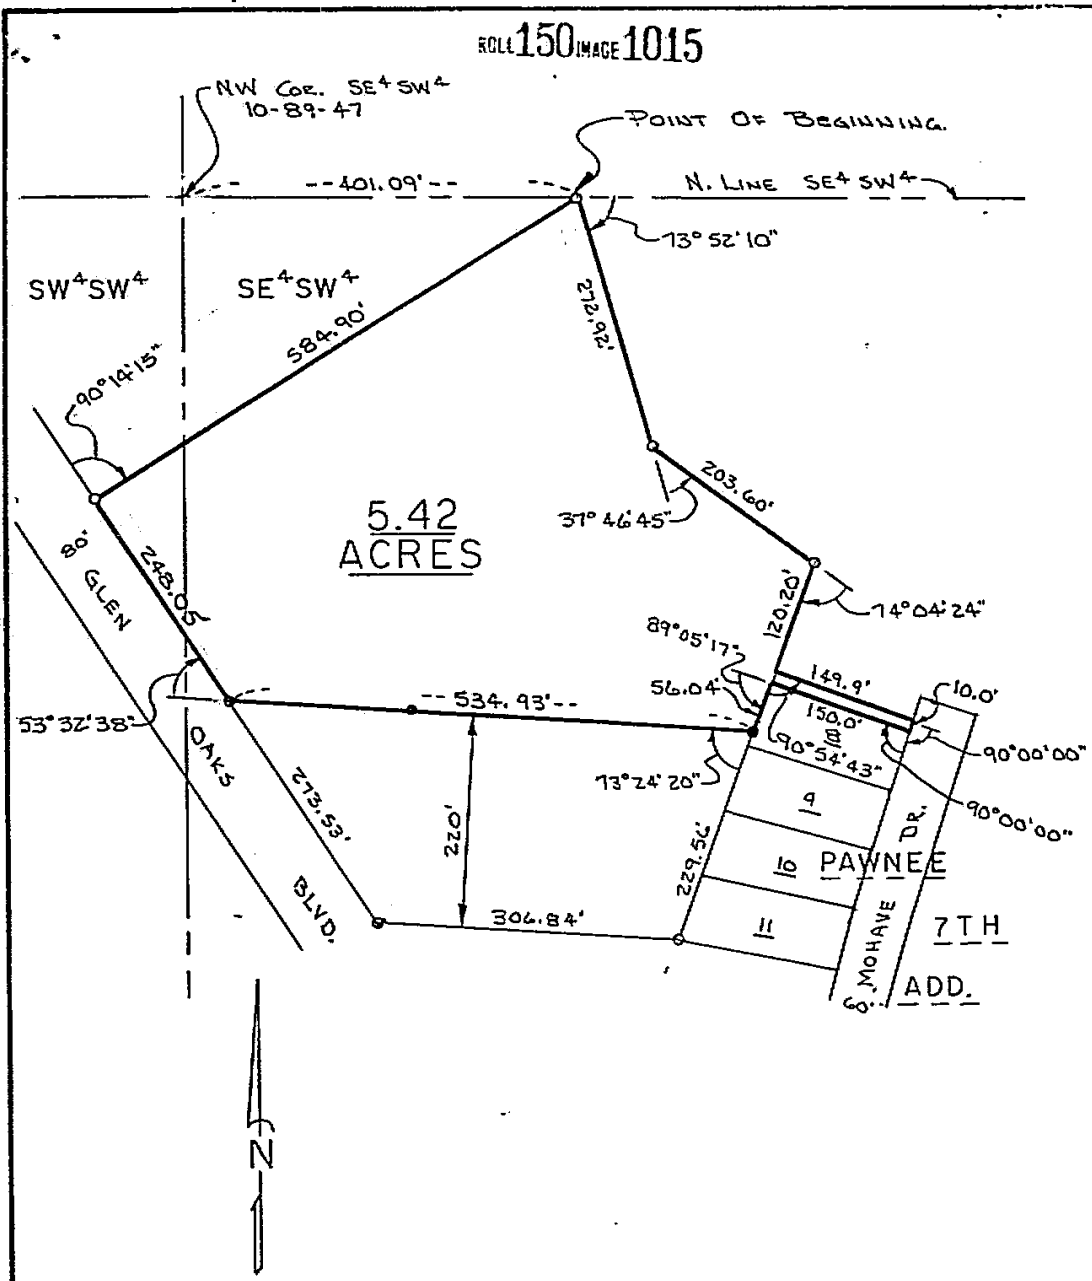 ROLL 150 IMAGE 1015
NW COR. SE⁴ SW⁴
10-89-47
POINT OF BEGINNING.
--401.09'--
N. LINE SE⁴ SW⁴
73° 52' 10"
SW⁴SW⁴
SE⁴SW⁴
272.92'
584.90'
90°14'15"
203.60'
37° 46' 45"
5.42
ACRES
80' GLEN
OAKS
BLVD.
248.05
120.20'
74°04'24"
89°05'17"
149.9'
10.0'
56.04'
--534.93'--
150.0'
8
90°54'43"
90°00'00"
53°32'38"
73°24'20"
90°00'00"
9
273.53'
220'
229.56'
10
PAWNEE
306.84'
11
7TH
60' MOHAVE DR.
ADD.
N